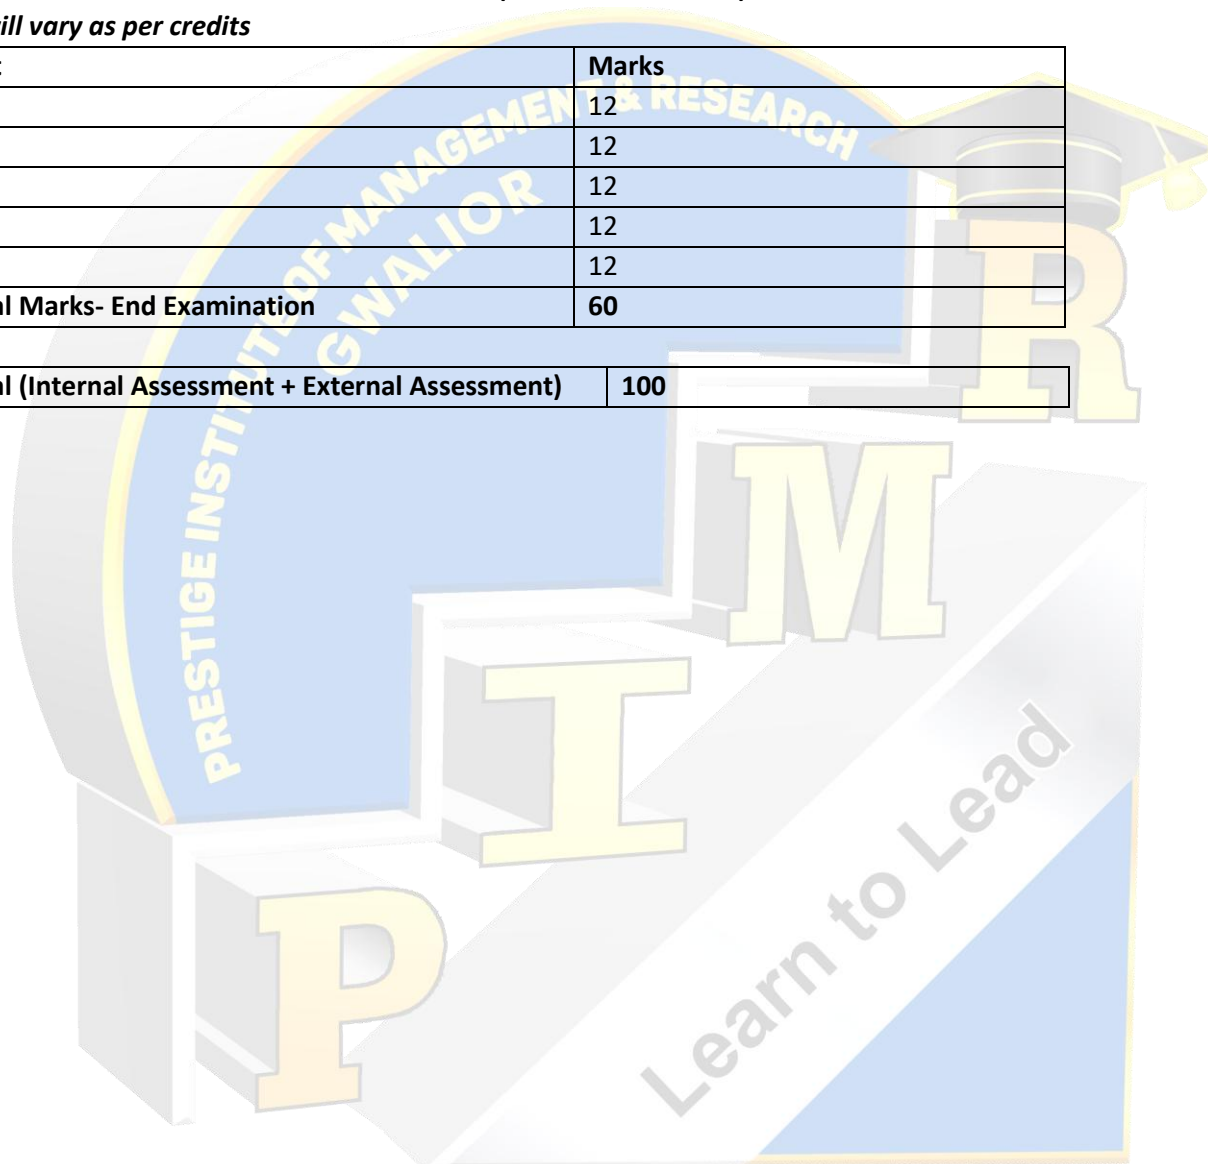 ill vary as per credits
Marks
12
12
12
12
12
al Marks- End Examination 60
al (Internal Assessment + External Assessment) 100
PRESTIGE INSTITUTE OF MANAGEMENT & RESEARCH
GWALIOR
R
M
I
P
Learn to Lead